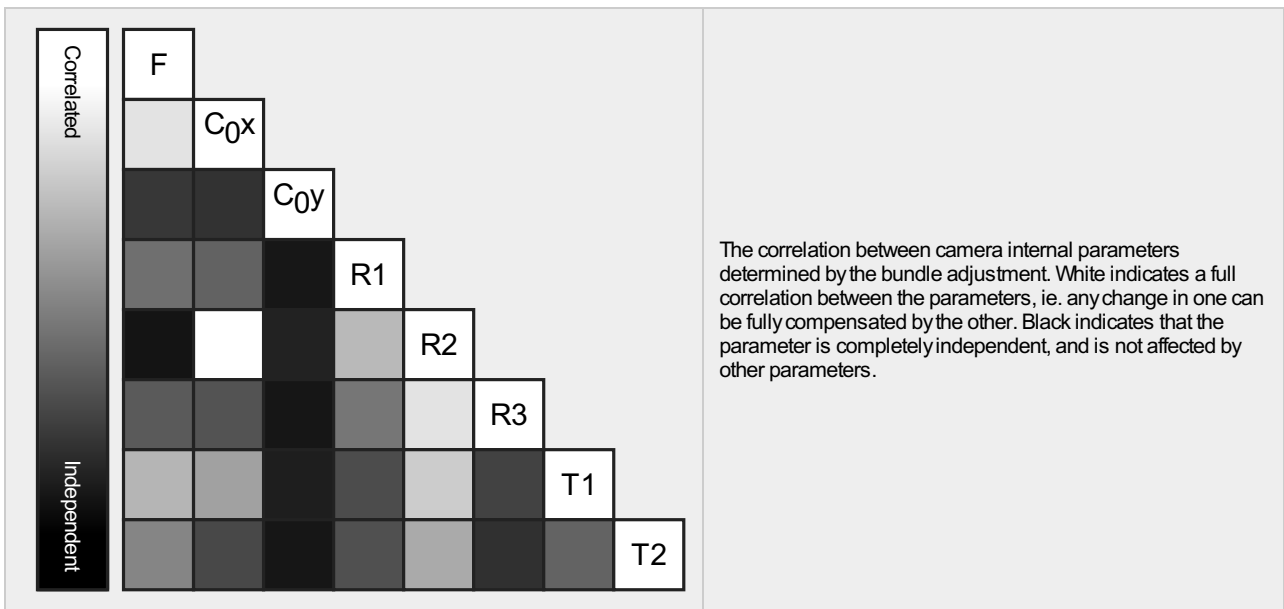 Correlated
Independent
F
C0x
C0y
R1
R2
R3
T1
T2
The correlation between camera internal parameters
determined by the bundle adjustment. White indicates a full
correlation between the parameters, ie. any change in one can
be fully compensated by the other. Black indicates that the
parameter is completely independent, and is not affected by
other parameters.